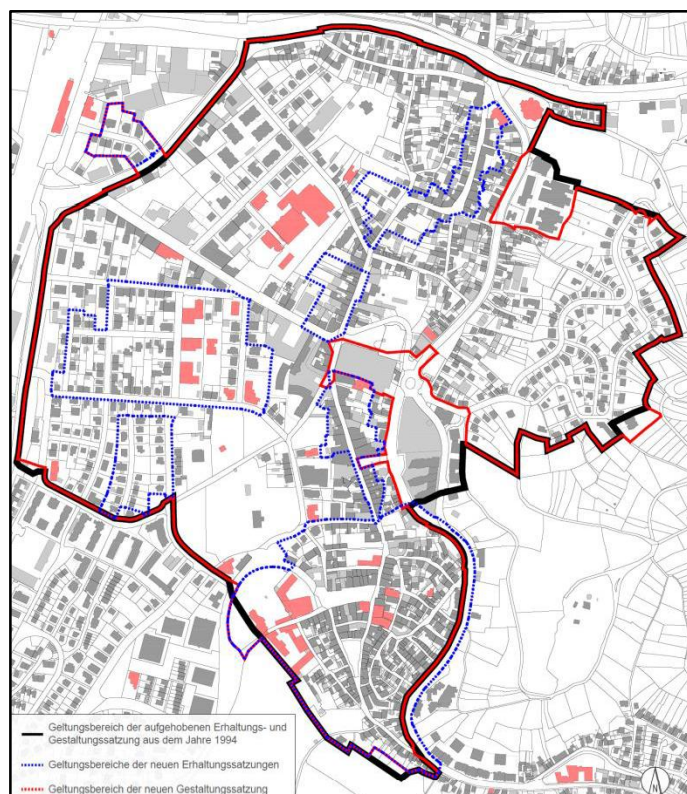 Geltungsbereich der aufgehobenen Erhaltungs- und
Gestaltungssatzung aus dem Jahre 1994
Geltungsbereiche der neuen Erhaltungssatzungen
Geltungsbereich der neuen Gestaltungssatzung
N